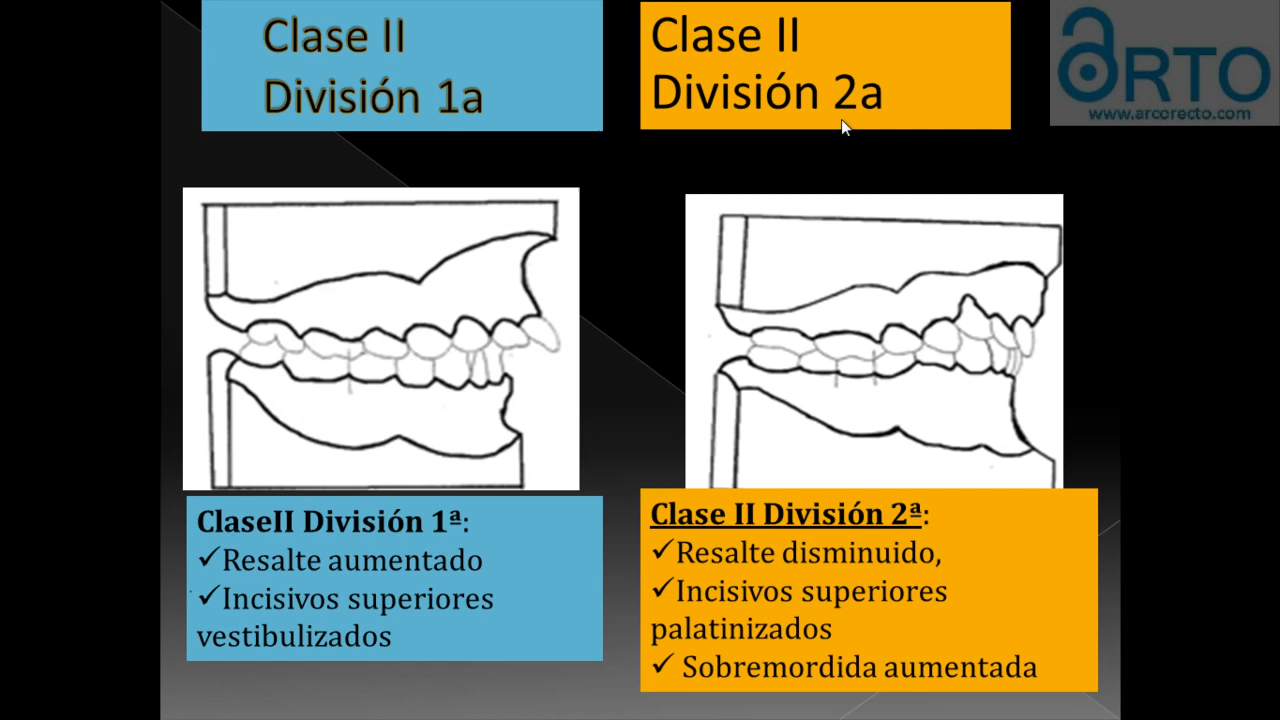 Clase II
División 1a
Clase II
División 2a
ARTO
www.arcorecto.com
ClaseII División 1ª:
✓Resalte aumentado
✓Incisivos superiores
vestibulizados
Clase II División 2ª:
✓Resalte disminuido,
✓Incisivos superiores
palatinizados
✓ Sobremordida aumentada